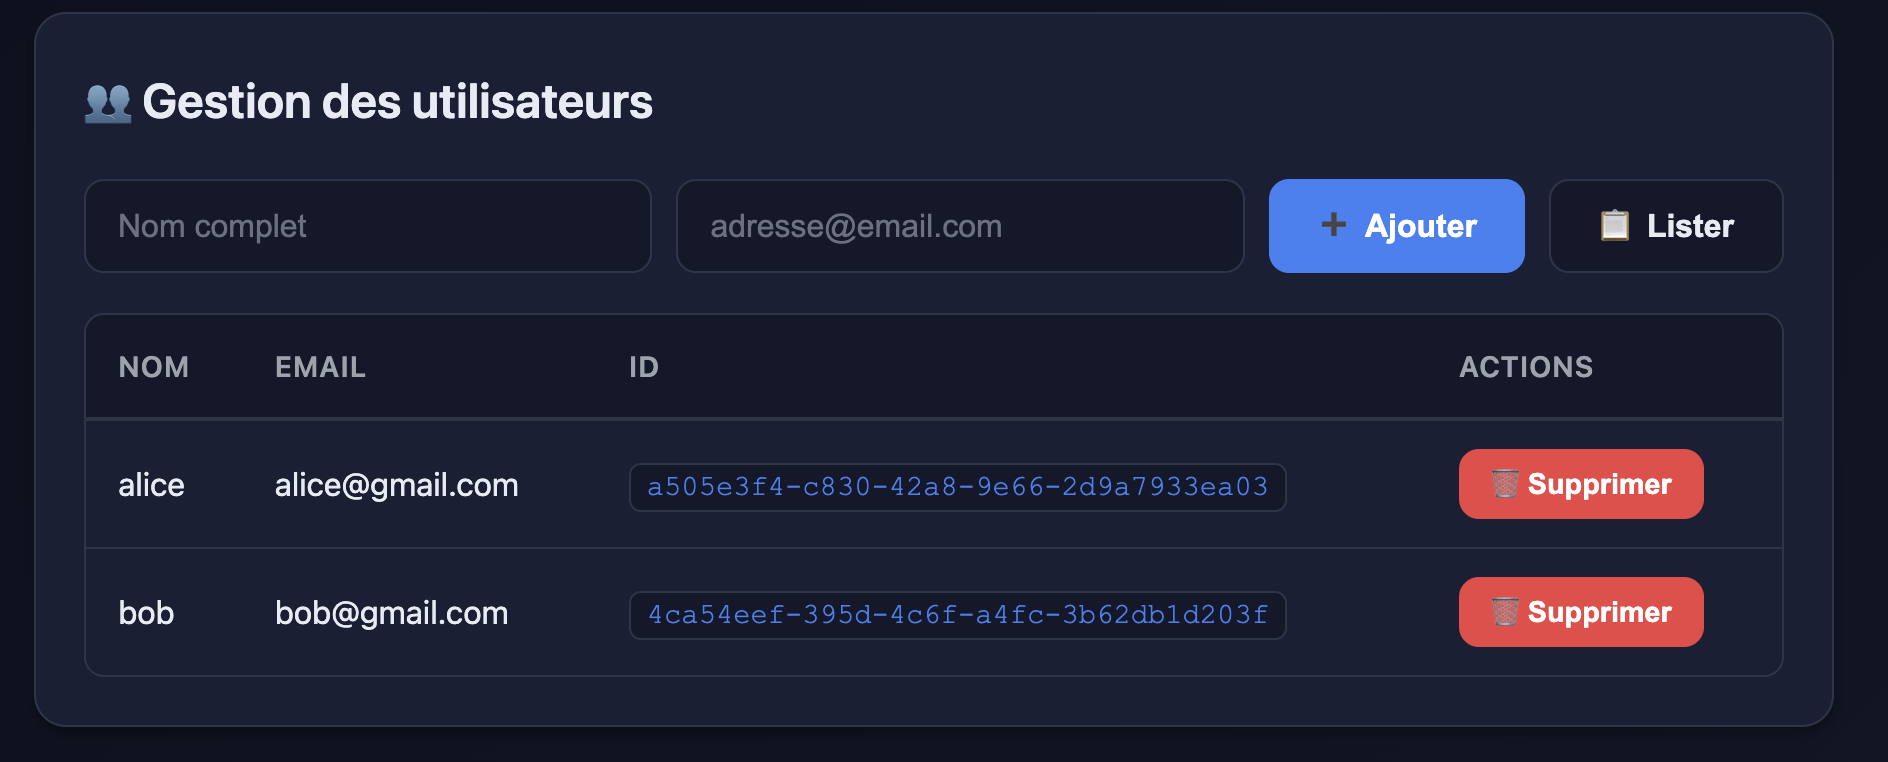 Gestion des utilisateurs
Nom complet adresse@email.com Ajouter Lister
NOM EMAIL ID ACTIONS
alice alice@gmail.com a505e3f4-c830-42a8-9e66-2d9a7933ea03 Supprimer
bob bob@gmail.com 4ca54eef-395d-4c6f-a4fc-3b62db1d203f Supprimer